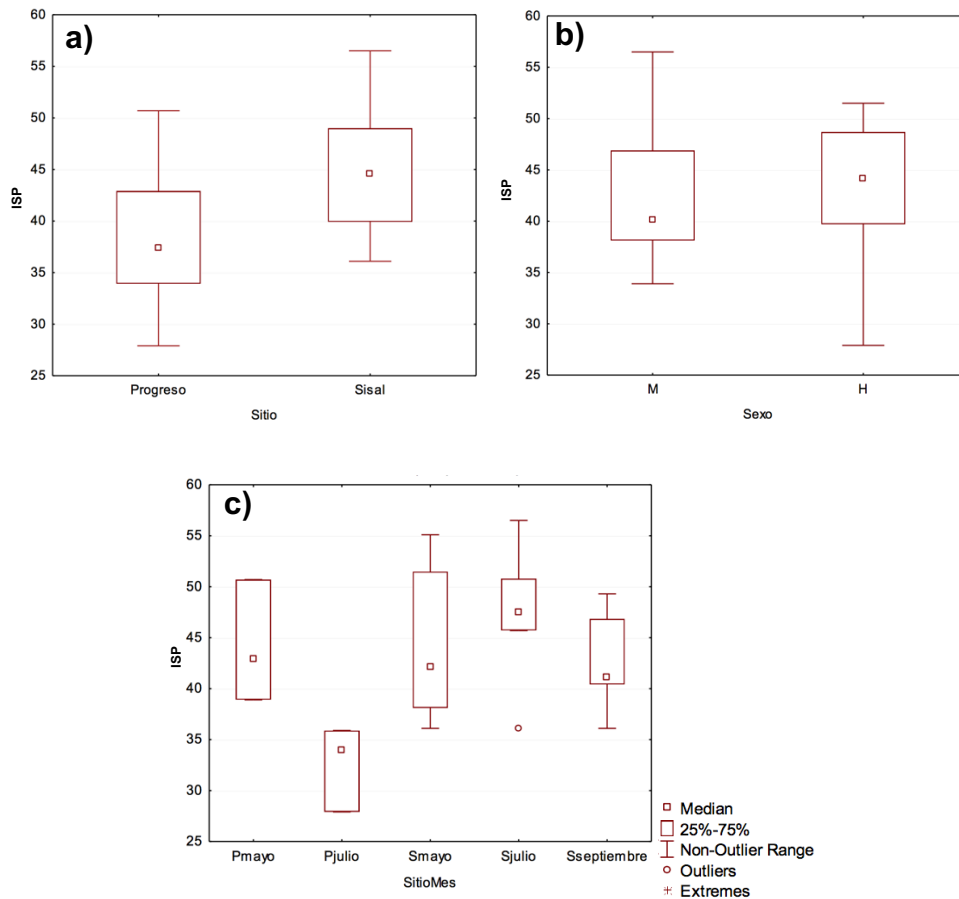 a)
60
55
50
45
40
35
30
25
ISP
Progreso Sisal
Sitio
b)
60
55
50
45
40
35
30
25
ISP
M H
Sexo
c)
60
55
50
45
40
35
30
25
ISP
Pmayo Pjulio Smayo Sjulio Sseptiembre
SitioMes
Median
25%-75%
Non-Outlier Range
Outliers
Extremes